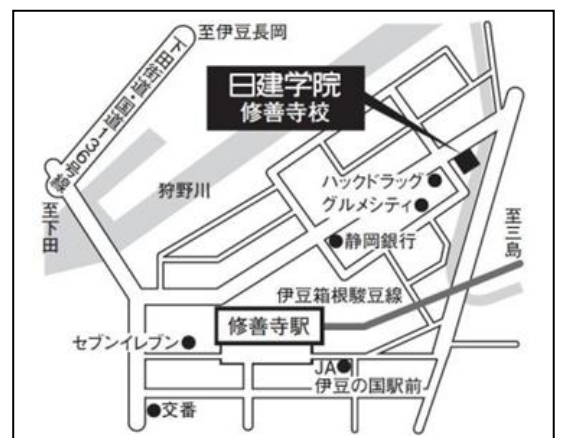 至伊豆長岡
下田街道・国道136号線
日建学院
修善寺校
狩野川
ハックドラッグ
グルメシティ
至下田
至三島
静岡銀行
伊豆箱根駿豆線
修善寺駅
セブンイレブン
JA
伊豆の国駅前
交番